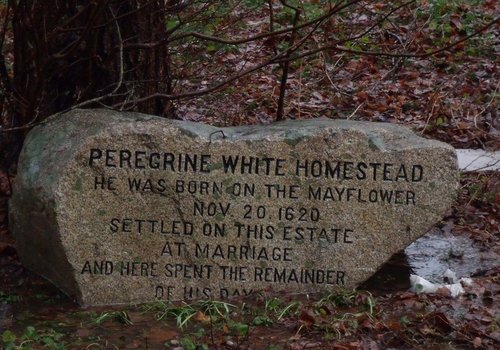 PEREGRINE WHITE HOMESTEAD
HE WAS BORN ON THE MAYFLOWER
NOV. 20. 1620.
SETTLED ON THIS ESTATE
AT MARRIAGE
AND HERE SPENT THE REMAINDER
OF HIS DAYS